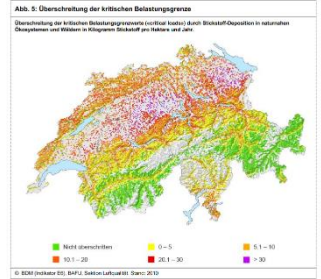 Abb. 5: Überschreitung der kritischen Belastungsgrenze
Überschreitung der kritischen Belastungsgrenzwerte («critical loads») durch Stickstoff-Deposition in naturnahen
Ökosystemen und Wäldern in Kilogramm Stickstoff pro Hektare und Jahr.
Nicht überschritten
0 – 5
5.1 – 10
10.1 – 20
20.1 – 30
> 30
© BDM (Indikator E6); BAFU, Sektion Luftqualität. Stand: 2010